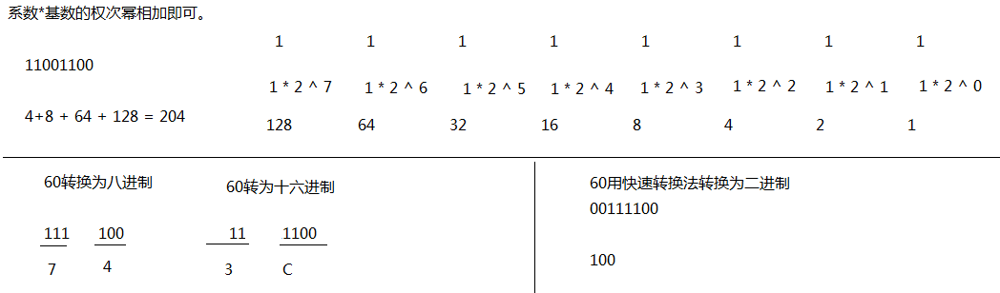 系数*基数的权次幂相加即可。
1 1 1 1 1 1 1 1
11001100
1 * 2 ^ 7 1 * 2 ^ 6 1 * 2 ^ 5 1 * 2 ^ 4 1 * 2 ^ 3 1 * 2 ^ 2 1 * 2 ^ 1 1 * 2 ^ 0
4+8 + 64 + 128 = 204
128 64 32 16 8 4 2 1
60转换为八进制
111 100
7 4
60转为十六进制
11 1100
3 C
60用快速转换法转换为二进制
00111100
100